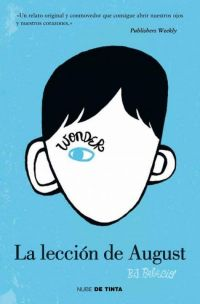 «Un relato original y conmovedor que consigue abrir nuestros ojos
y nuestros corazones.»
Publishers Weekly
WONDER
La lección de August
R.J. Palacio
NUBE DE TINTA